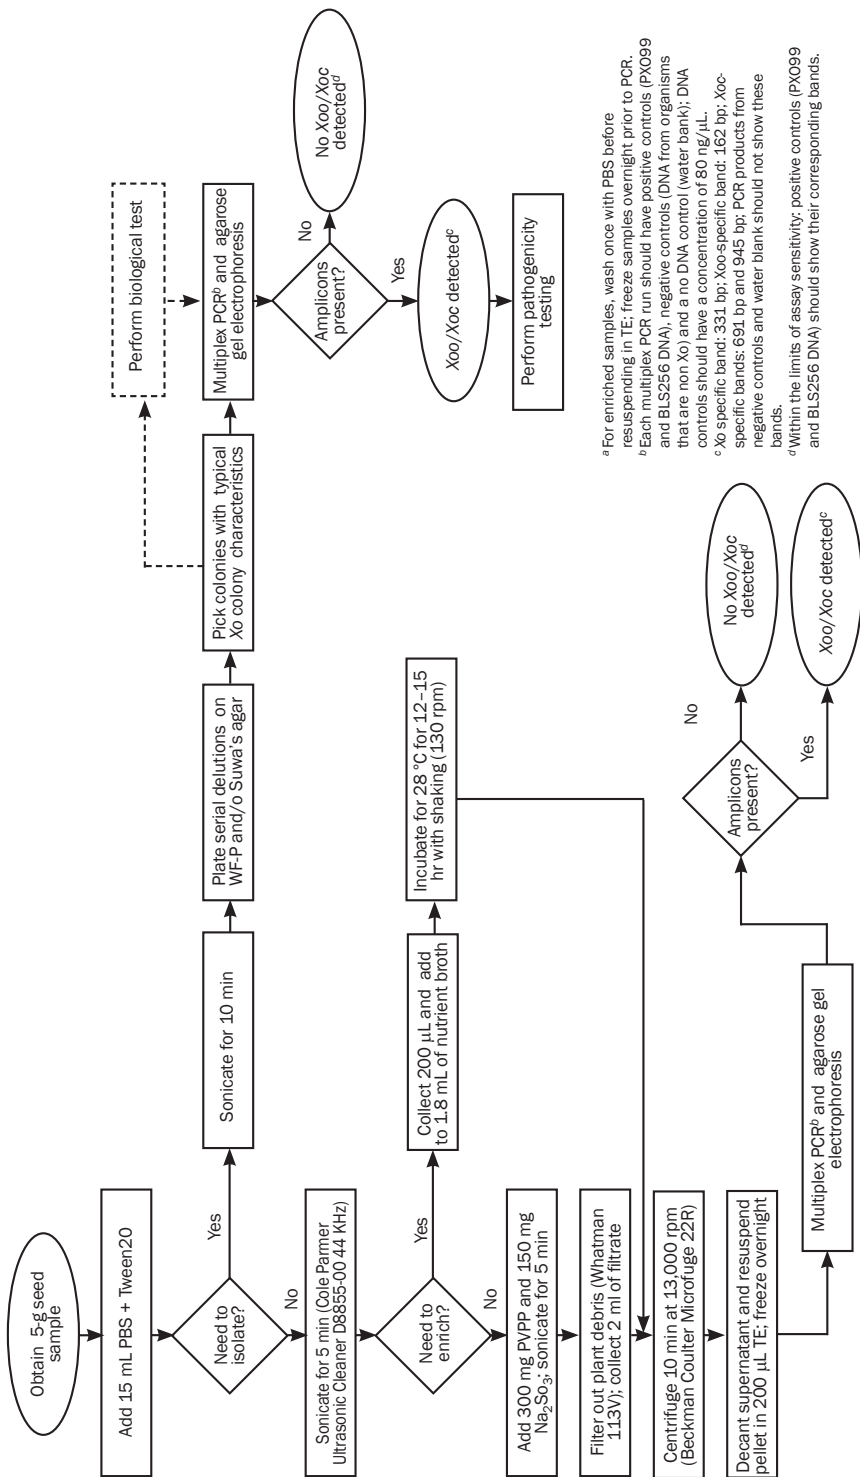 Obtain 5-g seed
sample
Add 15 mL PBS + Tween20
Need to
isolate?
Yes
Sonicate for 10 min
Plate serial delutions on
WF-P and/o Suwa's agar
Pick colonies with typical
Xo colony characteristics
Perform biological test
Multiplex PCRb and agarose
gel electrophoresis
Amplicons
present?
No
No Xoo/Xoc
detectedd
Yes
Xoo/Xoc detectedc
Perform pathogenicity
testing
No
Sonicate for 5 min (Cole Parmer
Ultrasonic Cleaner D8855-00 44 KHz)
Need to
enrich?
Yes
Collect 200 µL and add
to 1.8 mL of nutrient broth
Incubate for 28 °C for 12–15
hr with shaking (130 rpm)
No
Add 300 mg PVPP and 150 mg
Na2So3; sonicate for 5 min
Filter out plant debris (Whatman
113V); collect 2 ml of filtrate
Centrifuge 10 min at 13,000 rpm
(Beckman Coulter Microfuge 22R)
Decant supernatant and resuspend
pellet in 200 µL TE; freeze overnight
Multiplex PCRb and agarose gel
electrophoresis
Amplicons
present?
No
No Xoo/Xoc
detectedd
Yes
Xoo/Xoc detectedc
a For enriched samples, wash once with PBS before
resuspending in TE; freeze samples overnight prior to PCR.
b Each multiplex PCR run should have positive controls (PXO99
and BLS256 DNA), negative controls (DNA from organisms
that are non Xo) and a no DNA control (water bank); DNA
controls should have a concentration of 80 ng/µL.
c Xo specific band: 331 bp; Xoo-specific band: 162 bp; Xoc-
specific bands: 691 bp and 945 bp; PCR products from
negative controls and water blank should not show these
bands.
d Within the limits of assay sensitivity: positive controls (PXO99
and BLS256 DNA) should show their corresponding bands.